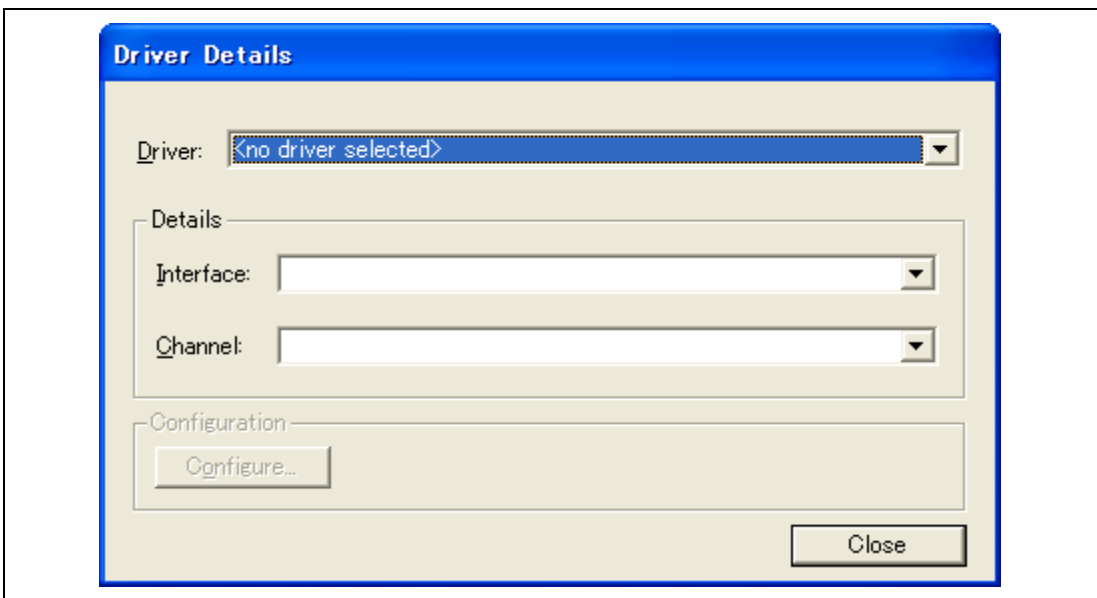 Driver Details
Driver: <no driver selected>
Details
Interface:
Channel:
Configuration
Configure...
Close